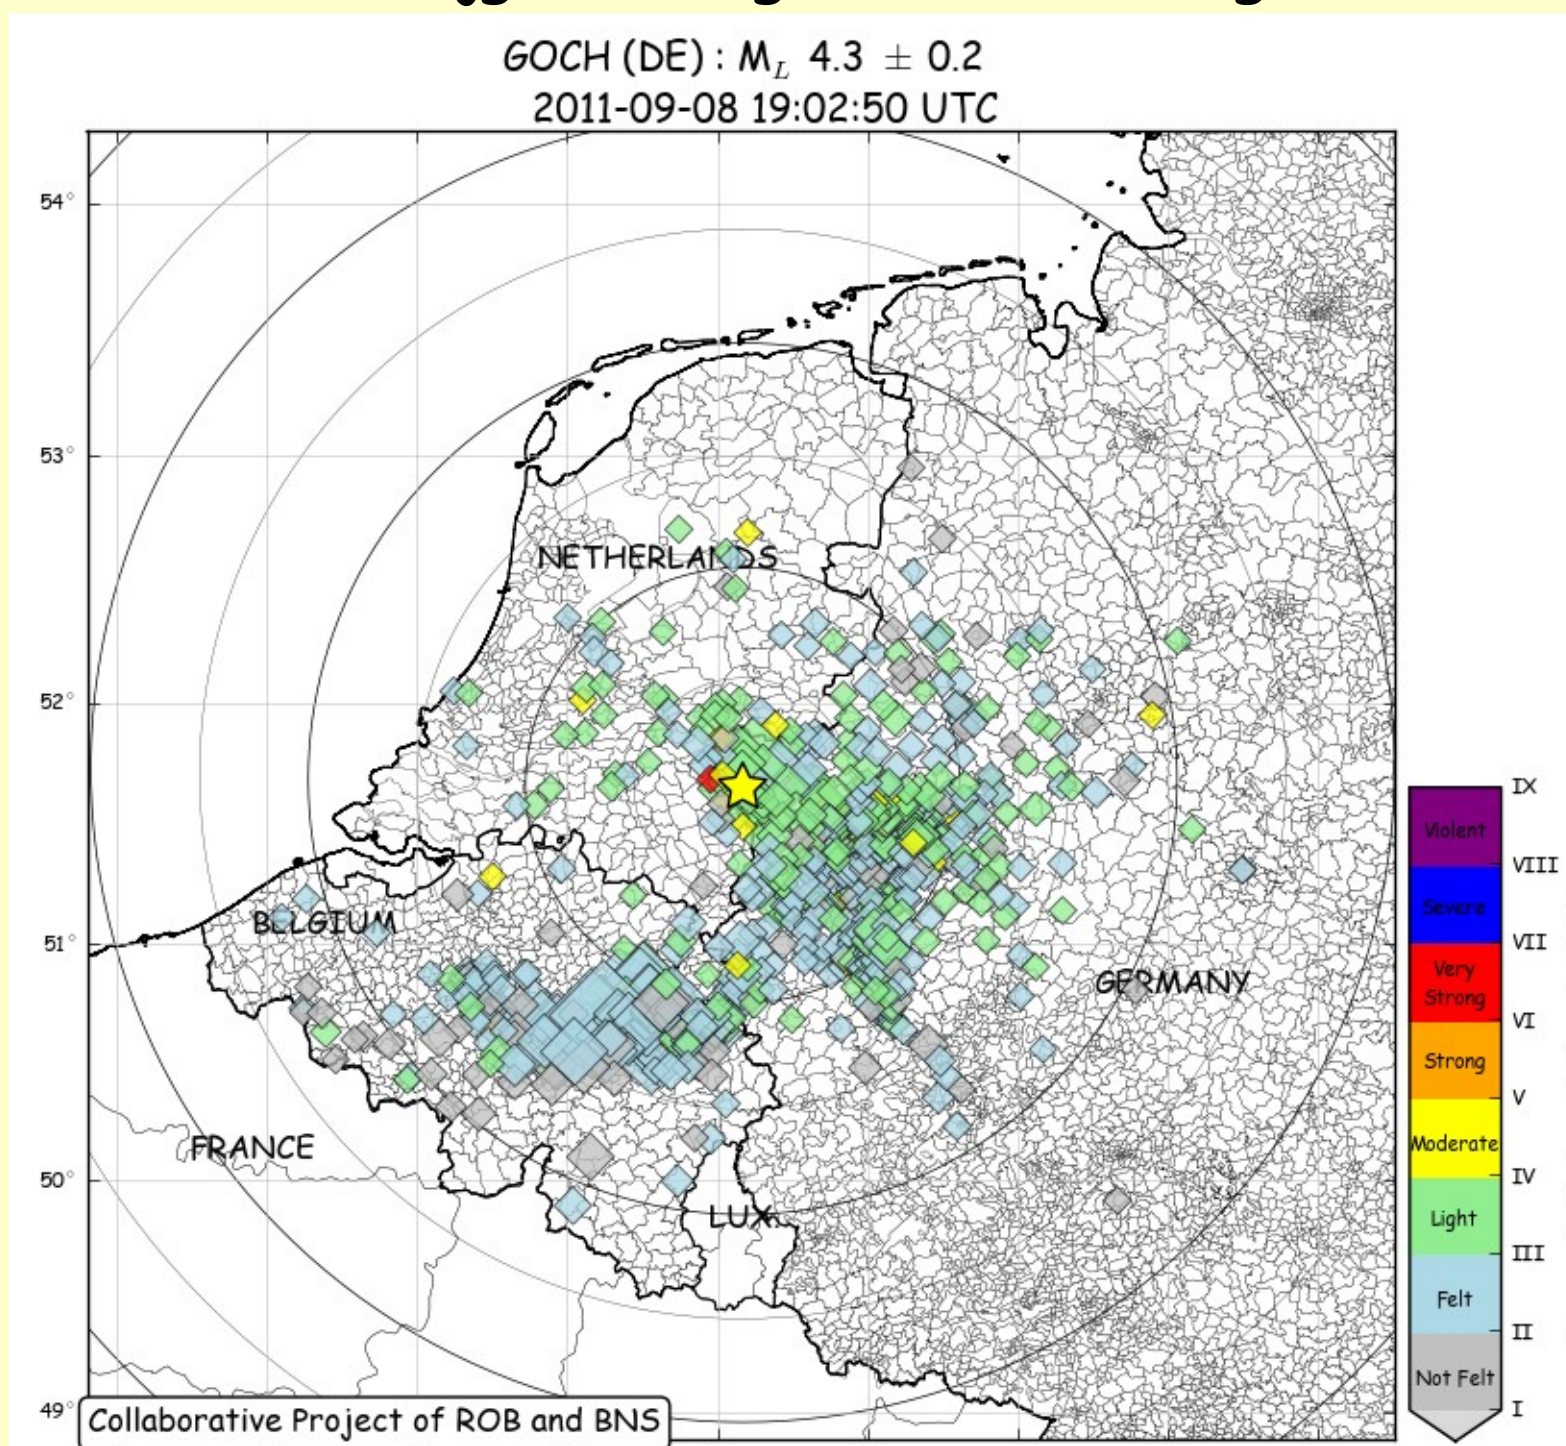 GOCH (DE) : M_L 4.3 ± 0.2
2011-09-08 19:02:50 UTC
54°
53°
NETHERLANDS
52°
IX
Violent
VIII
Severe
BELGIUM
51°
VII
GERMANY
Very
Strong
VI
Strong
V
FRANCE
Moderate
50°
IV
LUX
Light
III
Felt
II
Not Felt
49°
I
Collaborative Project of ROB and BNS